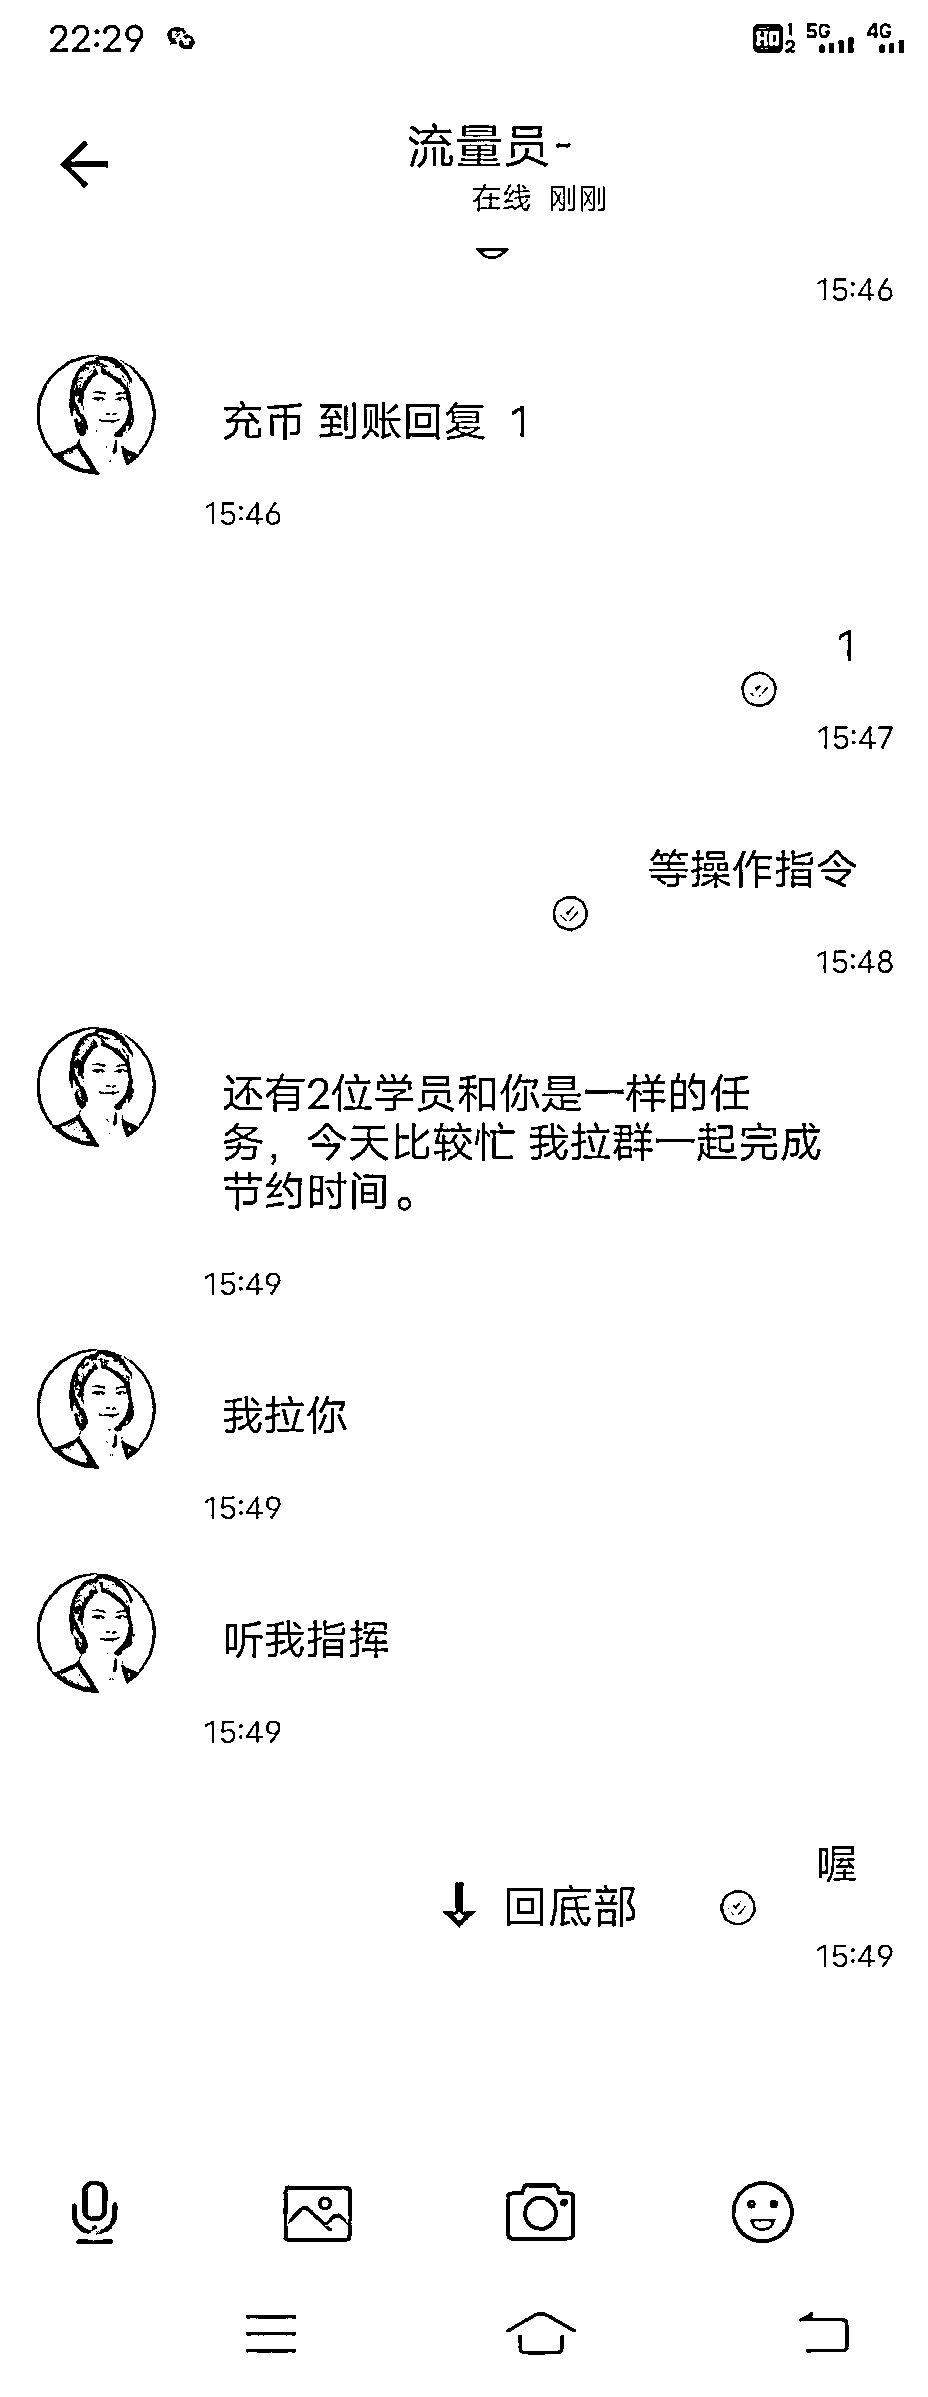 22:29
HD 1 2 5G 4G
流量员~
在线 刚刚
15:46
充币 到账回复 1
15:46
1
15:47
等操作指令
15:48
还有2位学员和你是一样的任
务，今天比较忙 我拉群一起完成
节约时间。
15:49
我拉你
15:49
听我指挥
15:49
喔
回底部
15:49